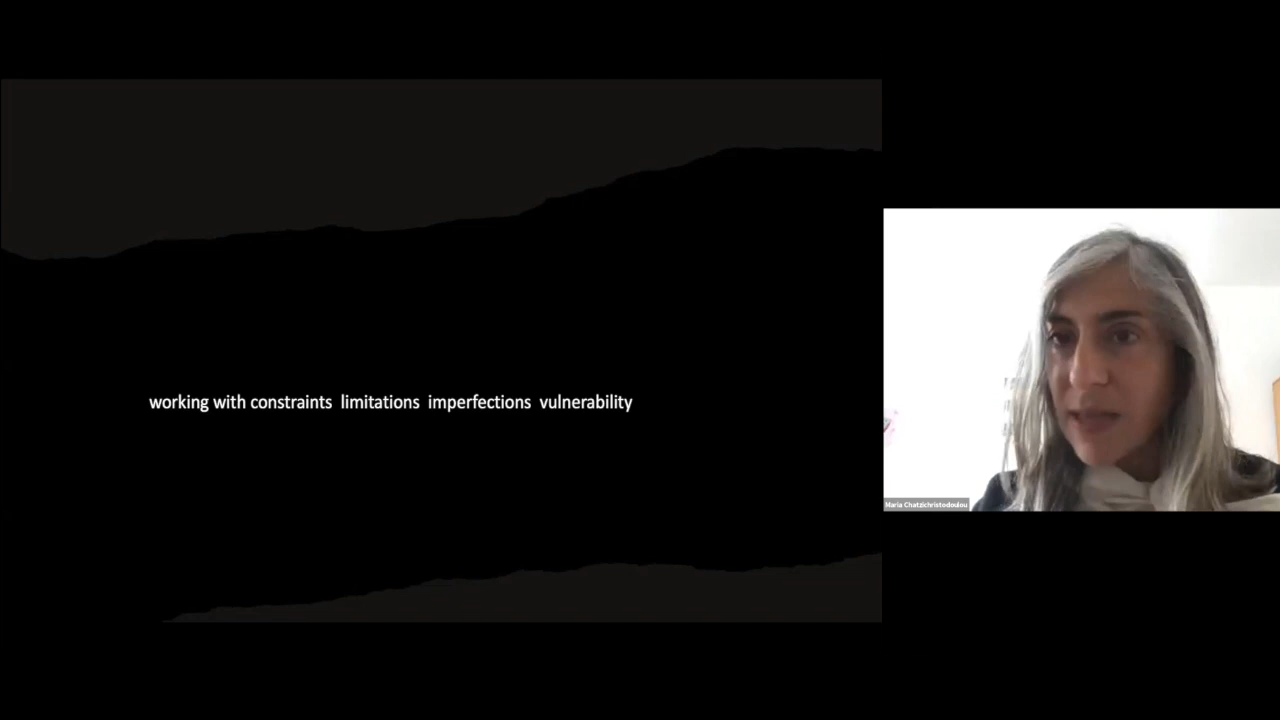 working with constraints limitations imperfections vulnerability
Maria Chatzichristodoulou